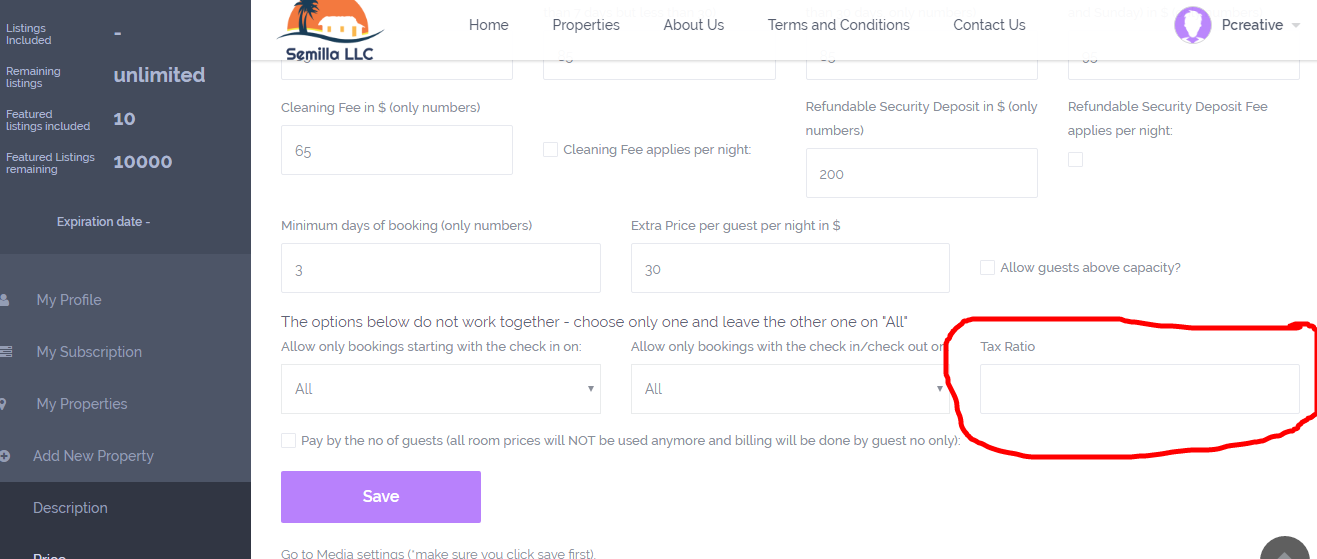 Listings
Included
-
Remaining
listings
unlimited
Featured
listings included
10
Featured Listings
remaining
10000
Expiration date -
My Profile
My Subscription
My Properties
Add New Property
Description
Price
Semilla LLC
Home
Properties
About Us
Terms and Conditions
Contact Us
Pcreative
Cleaning Fee in $ (only numbers)
65
Cleaning Fee applies per night:
Refundable Security Deposit in $ (only
numbers)
200
Refundable Security Deposit Fee
applies per night:
Minimum days of booking (only numbers)
3
Extra Price per guest per night in $
30
Allow guests above capacity?
The options below do not work together - choose only one and leave the other one on "All"
Allow only bookings starting with the check in on:
All
Allow only bookings with the check in/check out on
All
Tax Ratio
Pay by the no of guests (all room prices will NOT be used anymore and billing will be done by guest no only):
Save
Go to Media settings (*make sure you click save first).